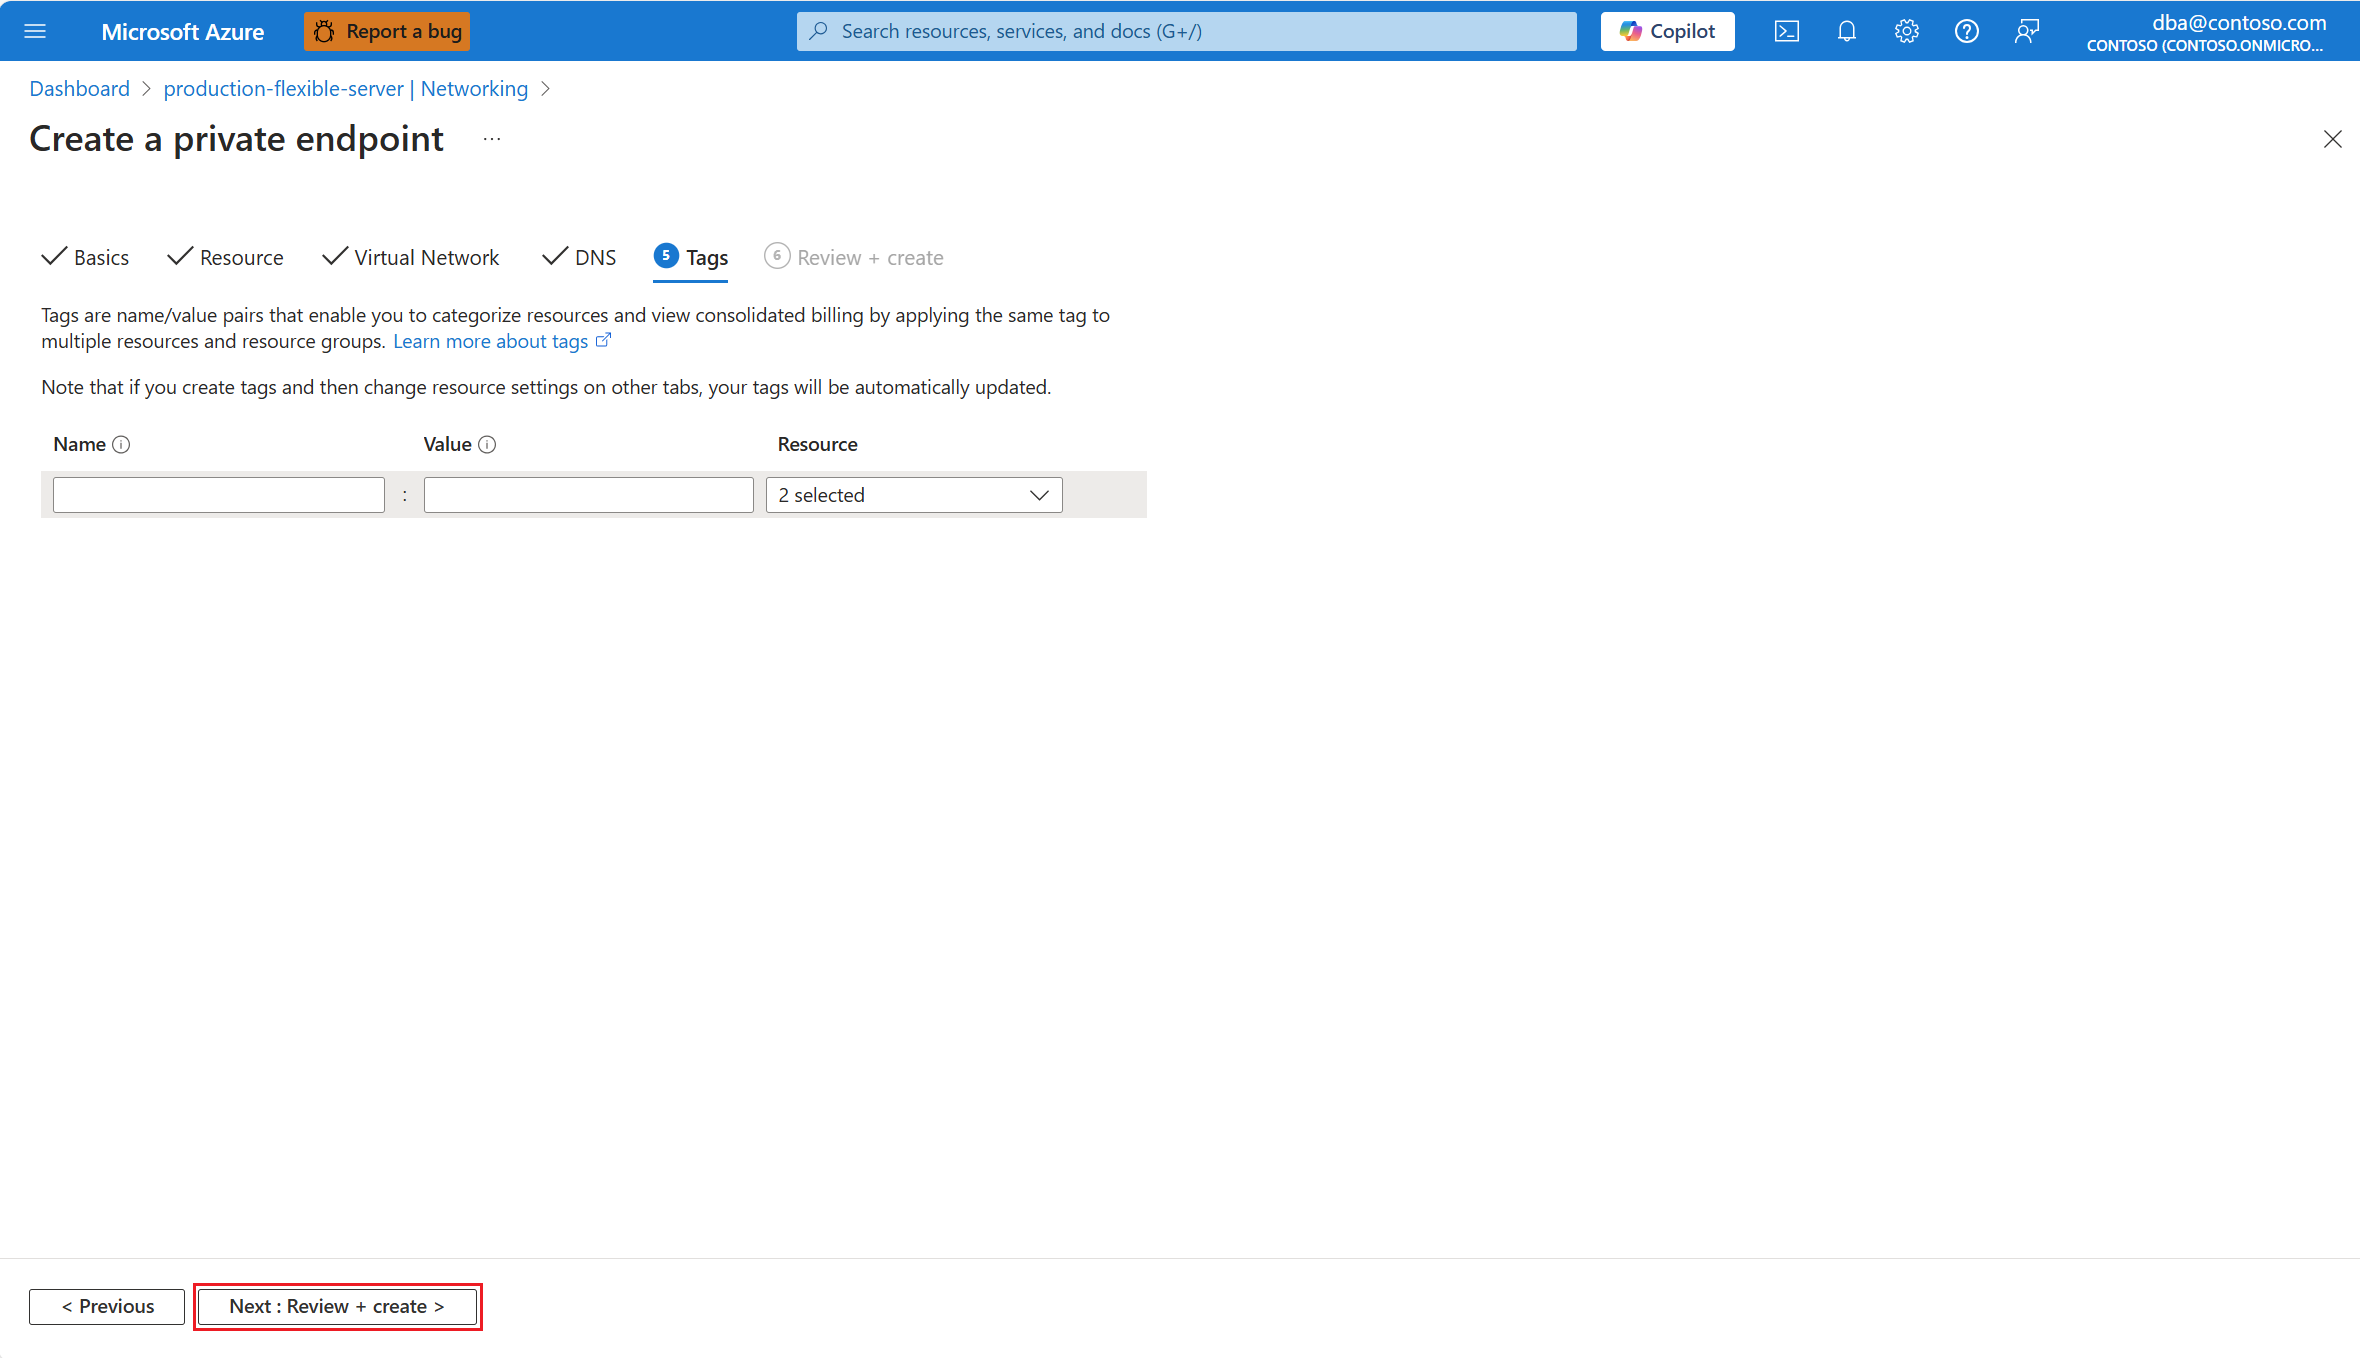 Microsoft Azure
Report a bug
Search resources, services, and docs (G+/)
Copilot
dba@contoso.com
CONTOSO (CONTOSO.ONMICRO...
Dashboard > production-flexible-server | Networking >
Create a private endpoint ...
Basics
Resource
Virtual Network
DNS
5 Tags
6 Review + create
Tags are name/value pairs that enable you to categorize resources and view consolidated billing by applying the same tag to
multiple resources and resource groups. Learn more about tags
Note that if you create tags and then change resource settings on other tabs, your tags will be automatically updated.
Name
Value
Resource
:
2 selected
< Previous
Next : Review + create >